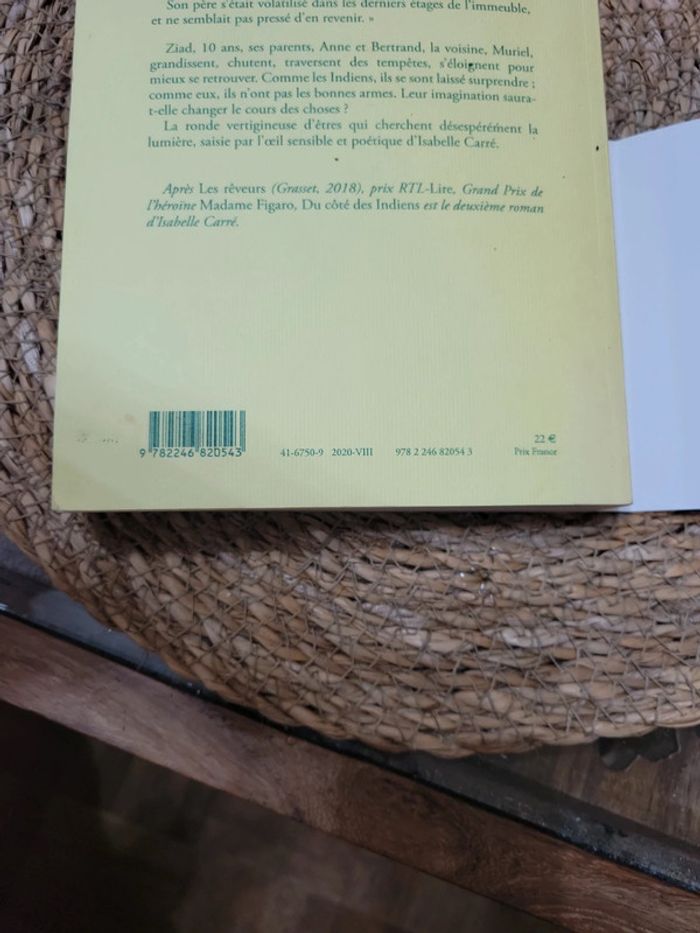 Son père s'était volatilisé dans les derniers étages de l'immeuble,
et ne semblait pas pressé d'en revenir. »
Ziad, 10 ans, ses parents, Anne et Bertrand, la voisine, Muriel,
grandissent, chutent, traversent des tempêtes, s'éloignent pour
mieux se retrouver. Comme les Indiens, ils se sont laissé surprendre ;
comme eux, ils n'ont pas les bonnes armes. Leur imagination saura-
t-elle changer le cours des choses ?
La ronde vertigineuse d'êtres qui cherchent désespérément la
lumière, saisie par l'œil sensible et poétique d'Isabelle Carré.
Après Les rêveurs (Grasset, 2018), prix RTL-Lire, Grand Prix de
l'héroïne Madame Figaro, Du côté des Indiens est le deuxième roman
d'Isabelle Carré.
9 782246 820543
41-6750-9 2020-VIII 978 2 246 82054 3
22 €
Prix France